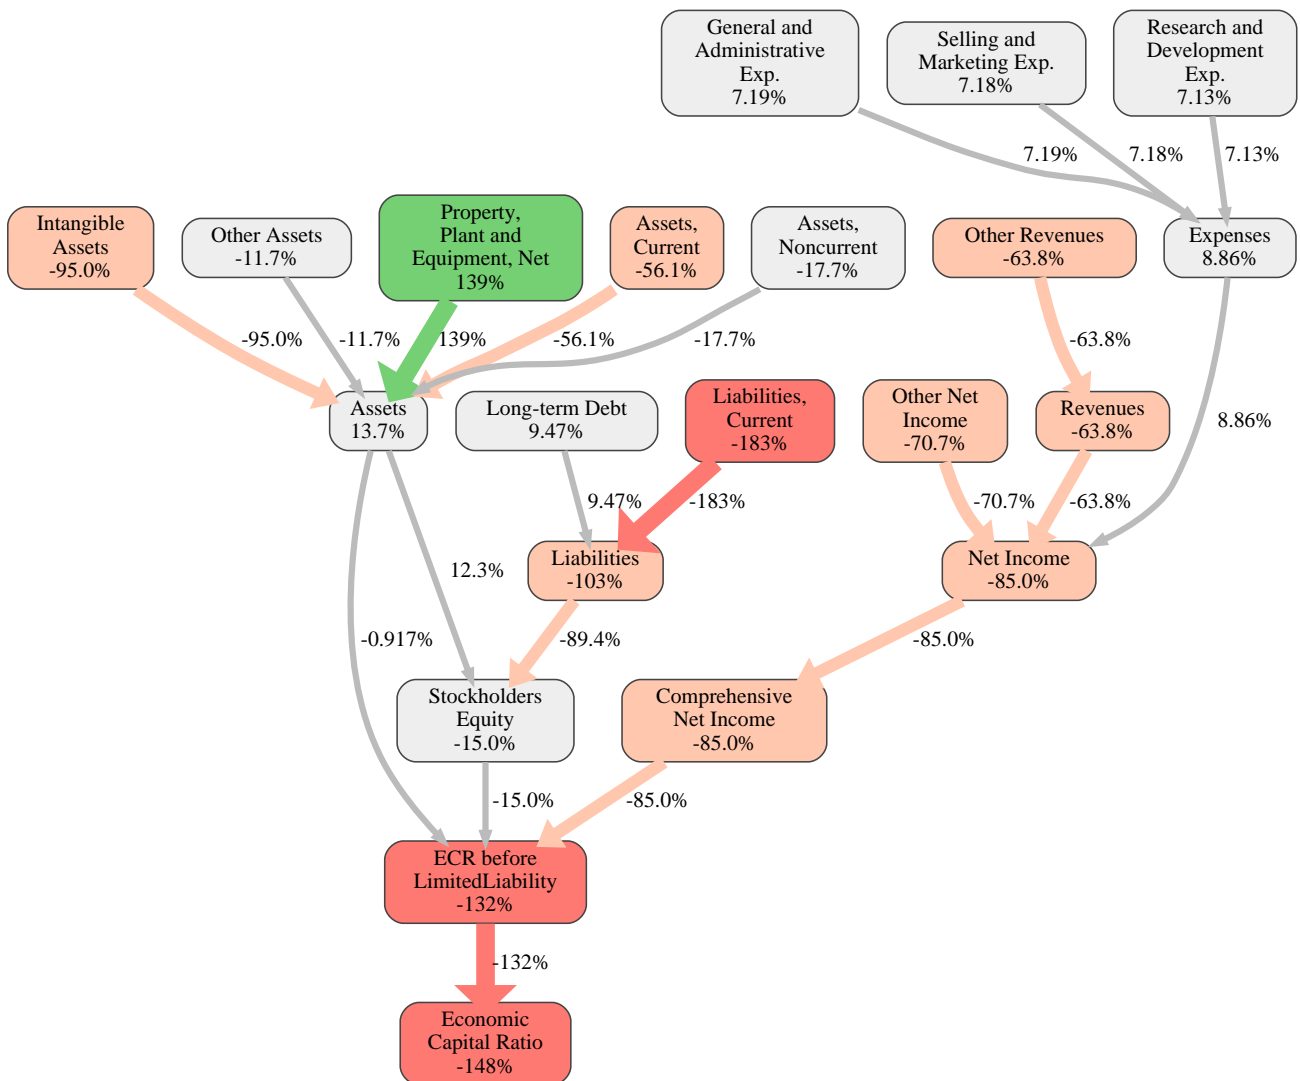 General and
Administrative
Exp.
7.19%
Selling and
Marketing Exp.
7.18%
Research and
Development
Exp.
7.13%
7.19%
7.18%
7.13%
Intangible
Assets
-95.0%
Other Assets
-11.7%
Property,
Plant and
Equipment, Net
139%
Assets,
Current
-56.1%
Assets,
Noncurrent
-17.7%
Other Revenues
-63.8%
Expenses
8.86%
-95.0%
-11.7%
139%
-56.1%
-17.7%
-63.8%
Assets
13.7%
Long-term Debt
9.47%
Liabilities,
Current
-183%
Other Net
Income
-70.7%
Revenues
-63.8%
8.86%
9.47%
-183%
-70.7%
-63.8%
12.3%
Liabilities
-103%
Net Income
-85.0%
-0.917%
-89.4%
-85.0%
Stockholders
Equity
-15.0%
Comprehensive
Net Income
-85.0%
-15.0%
-85.0%
ECR before
LimitedLiability
-132%
-132%
Economic
Capital Ratio
-148%